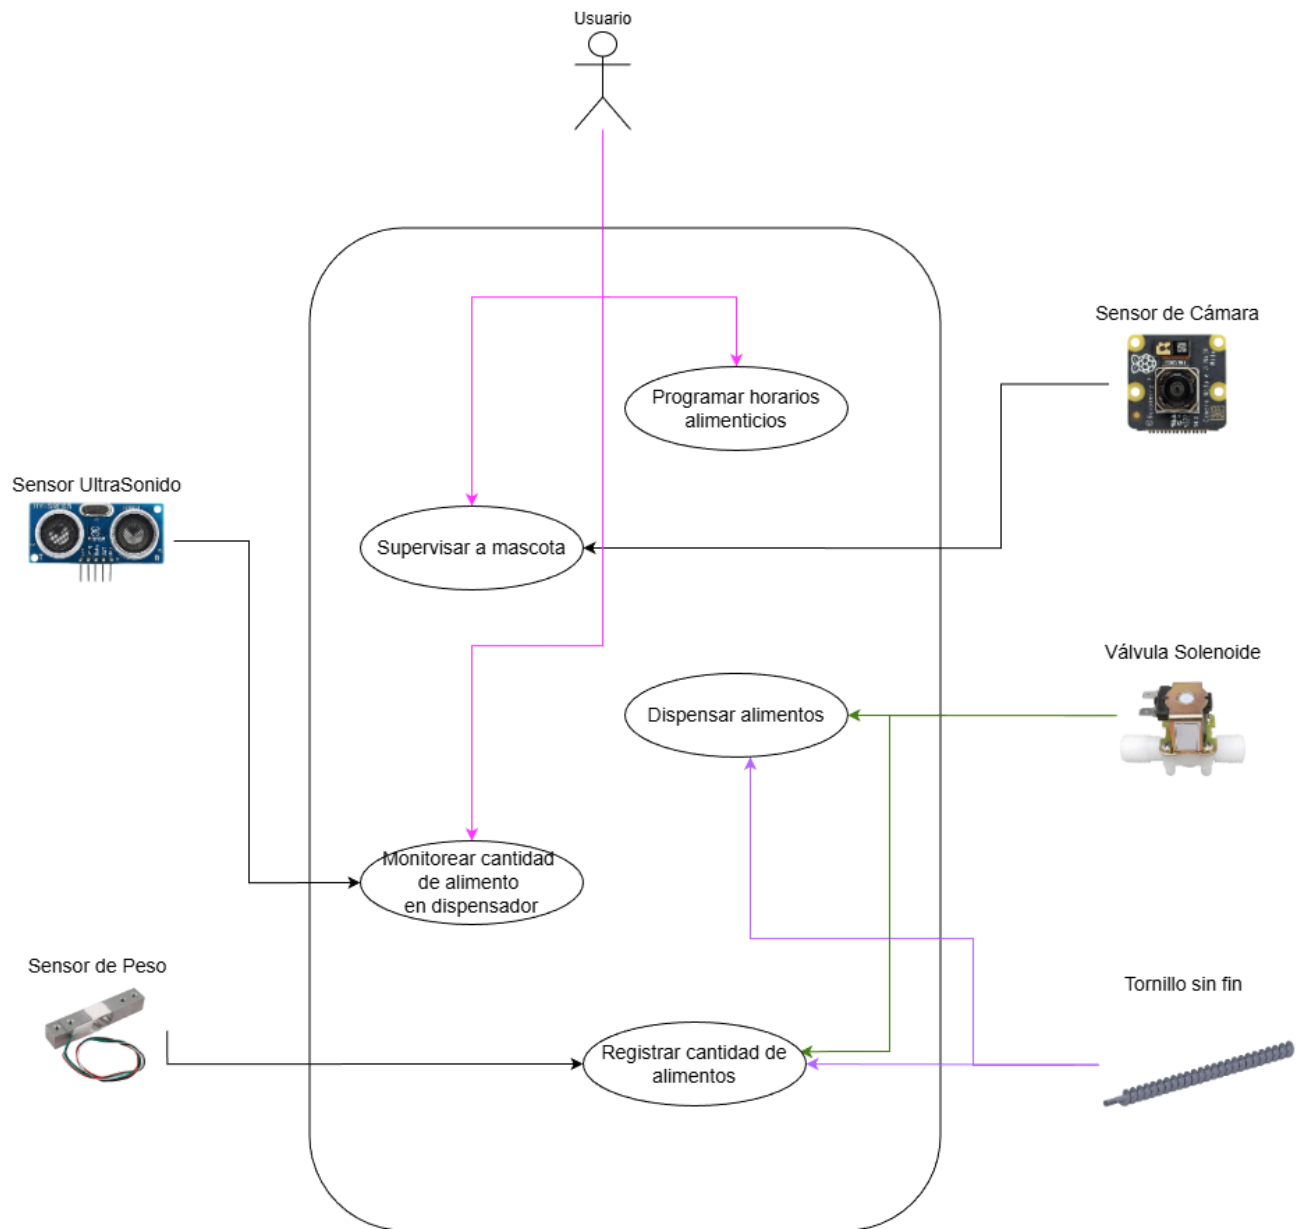 Usuario
Sensor de Cámara
Programar horarios
alimenticios
Sensor UltraSonido
Supervisar a mascota
Válvula Solenoide
Dispensar alimentos
Monitorear cantidad
de alimento
en dispensador
Sensor de Peso
Tornillo sin fin
Registrar cantidad de
alimentos